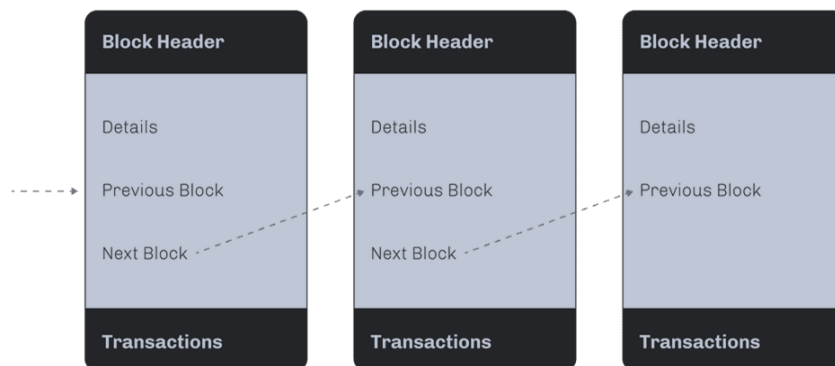 Block Header
Details
Previous Block
Next Block
Transactions
Block Header
Details
Previous Block
Next Block
Transactions
Block Header
Details
Previous Block
Transactions